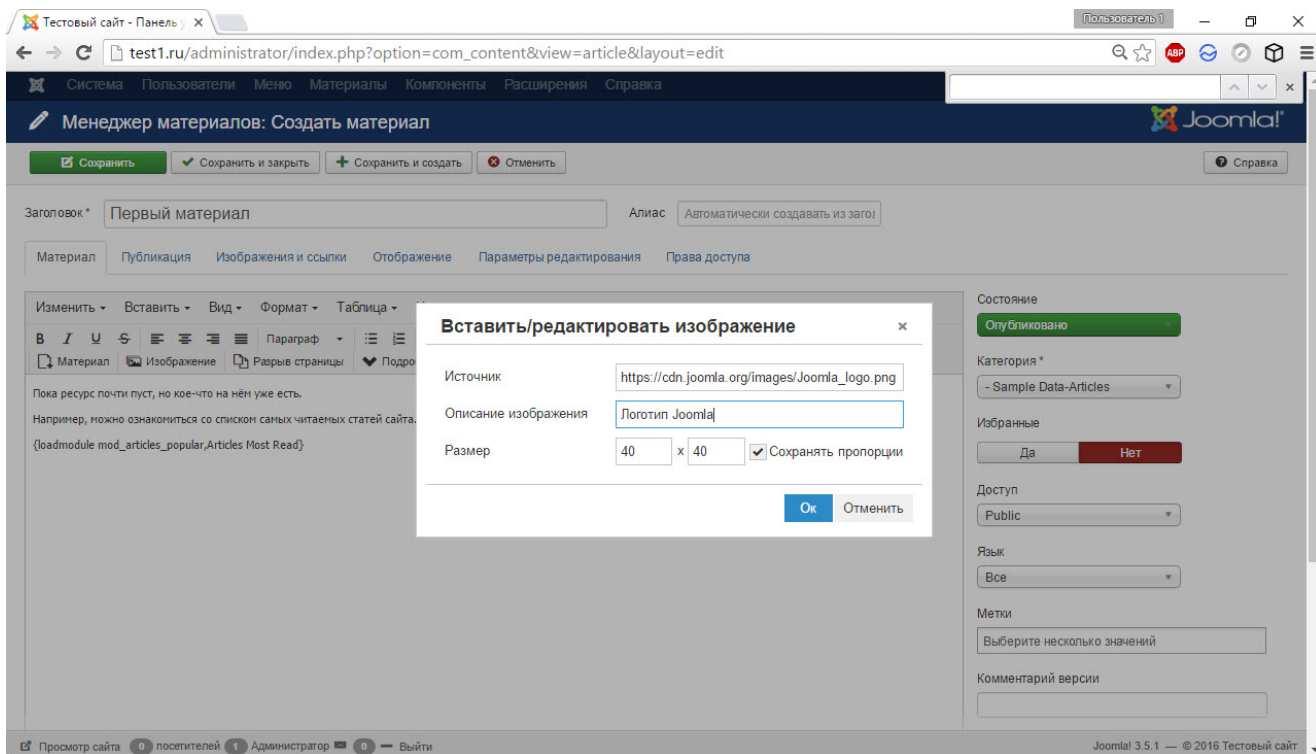 Тестовый сайт - Панель у
Пользователь 1
test1.ru/administrator/index.php?option=com_content&view=article&layout=edit
ABP
Система Пользователи Меню Материалы Компоненты Расширения Справка
Менеджер материалов: Создать материал
Joomla!
Сохранить Сохранить и закрыть Сохранить и создать Отменить Справка
Заголовок * Первый материал Алиас Автоматически создавать из загол
Материал Публикация Изображения и ссылки Отображение Параметры редактирования Права доступа
Изменить Вставить Вид Формат Таблица
B I U S Параграф
Материал Изображение Разрыв страницы Подро
Пока ресурс почти пуст, но кое-что на нём уже есть.
Например, можно ознакомиться со списком самых читаемых статей сайта.
{loadmodule mod_articles_popular,Articles Most Read}
Вставить/редактировать изображение ×
Источник https://cdn.joomla.org/images/Joomla_logo.png
Описание изображения Логотип Joomla
Размер 40 x 40 Сохранять пропорции
Ок Отменить
Состояние
Опубликовано
Категория *
- Sample Data-Articles
Избранные
Да Нет
Доступ
Public
Язык
Все
Метки
Выберите несколько значений
Комментарий версии
Просмотр сайта 0 посетителей 1 Администратор 0 Выйти
Joomla! 3.5.1 — © 2016 Тестовый сайт